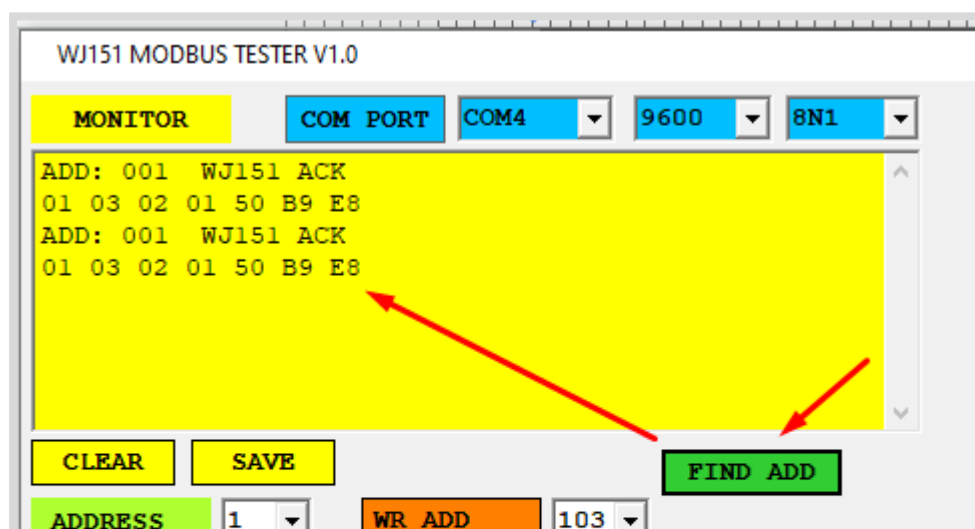 WJ151 MODBUS TESTER V1.0
MONITOR COM PORT COM4 9600 8N1
ADD: 001 WJ151 ACK
01 03 02 01 50 B9 E8
ADD: 001 WJ151 ACK
01 03 02 01 50 B9 E8
CLEAR SAVE FIND ADD
ADDRESS 1 WR ADD 103